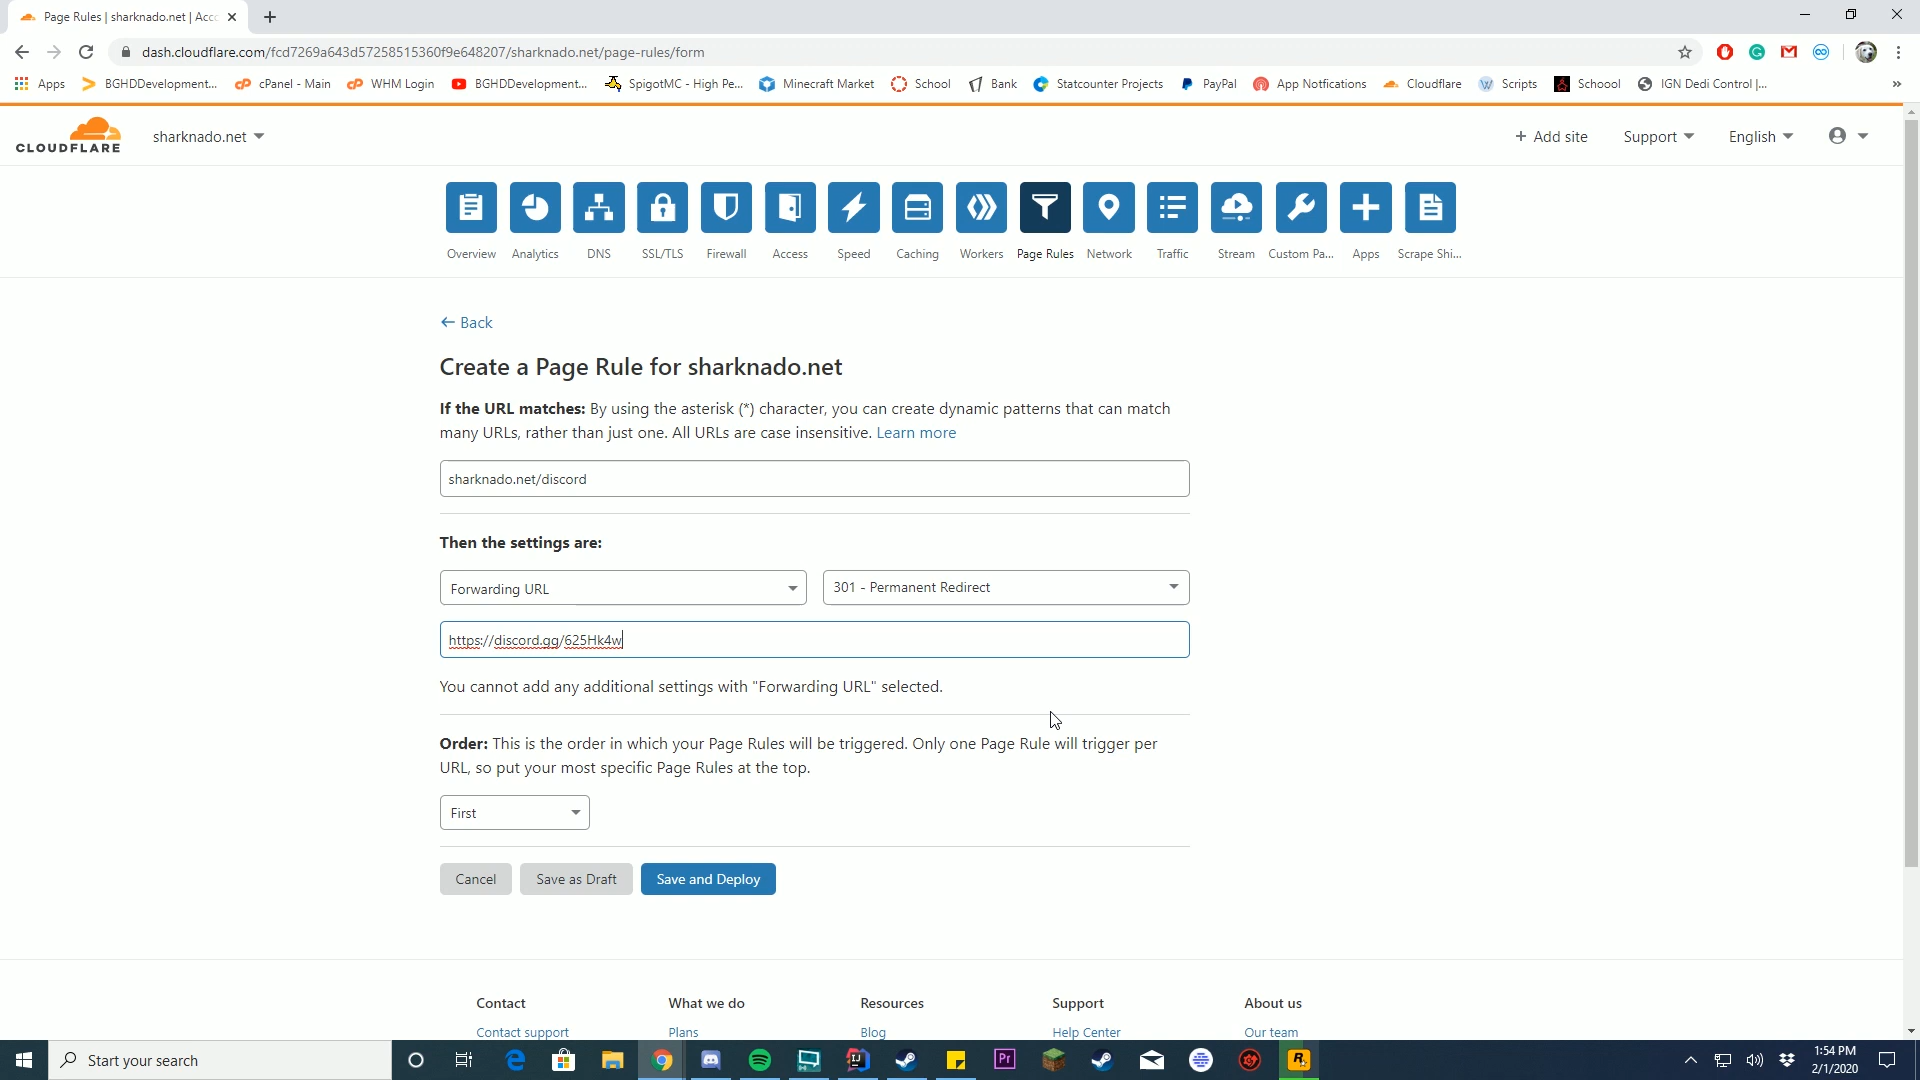 Page Rules | sharknado.net | Acc
dash.cloudflare.com/fcd7269a643d57258515360f9e648207/sharknado.net/page-rules/form
Apps BGHDDevelopment... cPanel - Main WHM Login BGHDDevelopment... SpigotMC - High Pe... Minecraft Market School Bank Statcounter Projects PayPal App Notfications Cloudflare Scripts Schoool IGN Dedi Control |... »
CLOUDFLARE sharknado.net + Add site Support English
Overview Analytics DNS SSL/TLS Firewall Access Speed Caching Workers Page Rules Network Traffic Stream Custom Pa... Apps Scrape Shi...
← Back
Create a Page Rule for sharknado.net
If the URL matches: By using the asterisk (*) character, you can create dynamic patterns that can match
many URLs, rather than just one. All URLs are case insensitive. Learn more
sharknado.net/discord
Then the settings are:
Forwarding URL 301 - Permanent Redirect
https://discord.gg/625Hk4w
You cannot add any additional settings with "Forwarding URL" selected.
Order: This is the order in which your Page Rules will be triggered. Only one Page Rule will trigger per
URL, so put your most specific Page Rules at the top.
First
Cancel Save as Draft Save and Deploy
Contact What we do Resources Support About us
Contact support Plans Blog Help Center Our team
Start your search
1:54 PM
2/1/2020